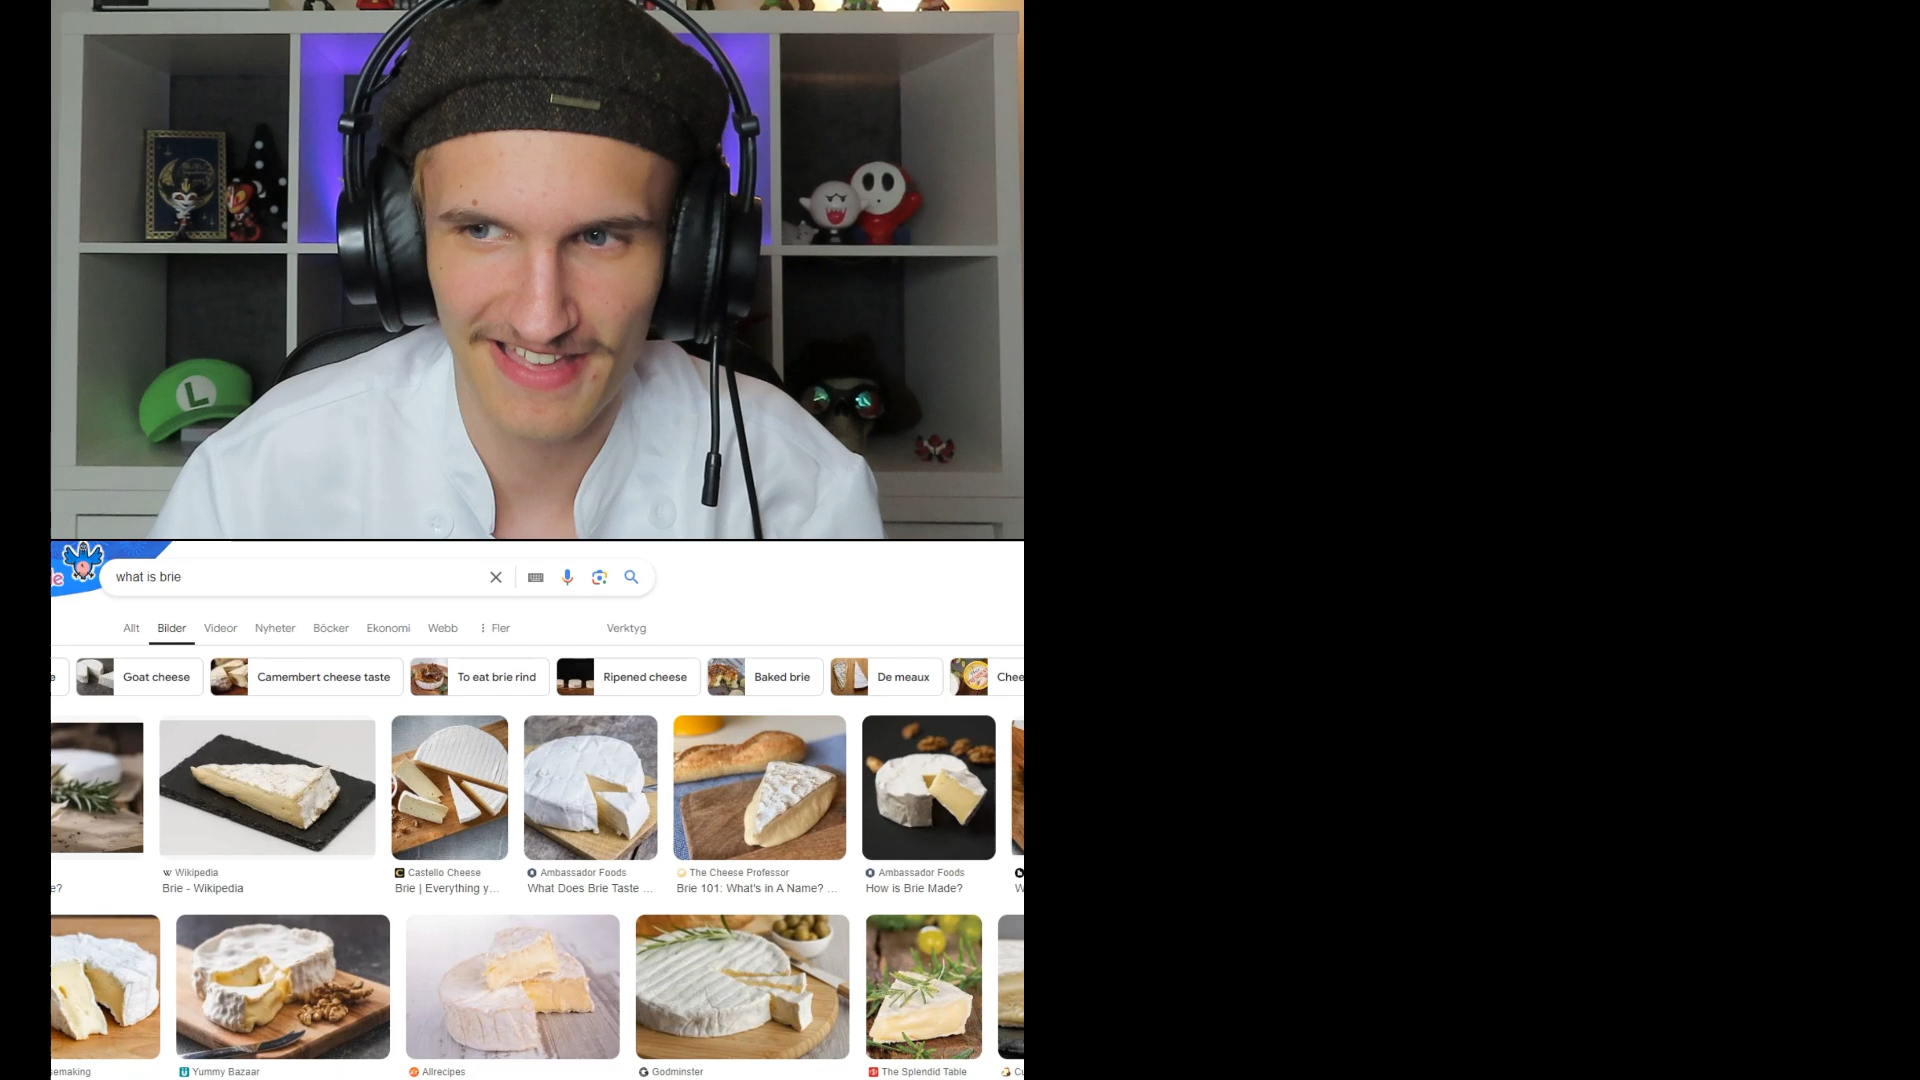 L
what is brie
Allt Bilder Videor Nyheter Böcker Ekonomi Webb Fler Verktyg
Goat cheese Camembert cheese taste To eat brie rind Ripened cheese Baked brie De meaux Chee
Wikipedia Castello Cheese Ambassador Foods The Cheese Professor Ambassador Foods
e? Brie - Wikipedia Brie | Everything y... What Does Brie Taste ... Brie 101: What's in A Name? ... How is Brie Made? W
semaking Yummy Bazaar Allrecipes Godminster The Splendid Table Cu